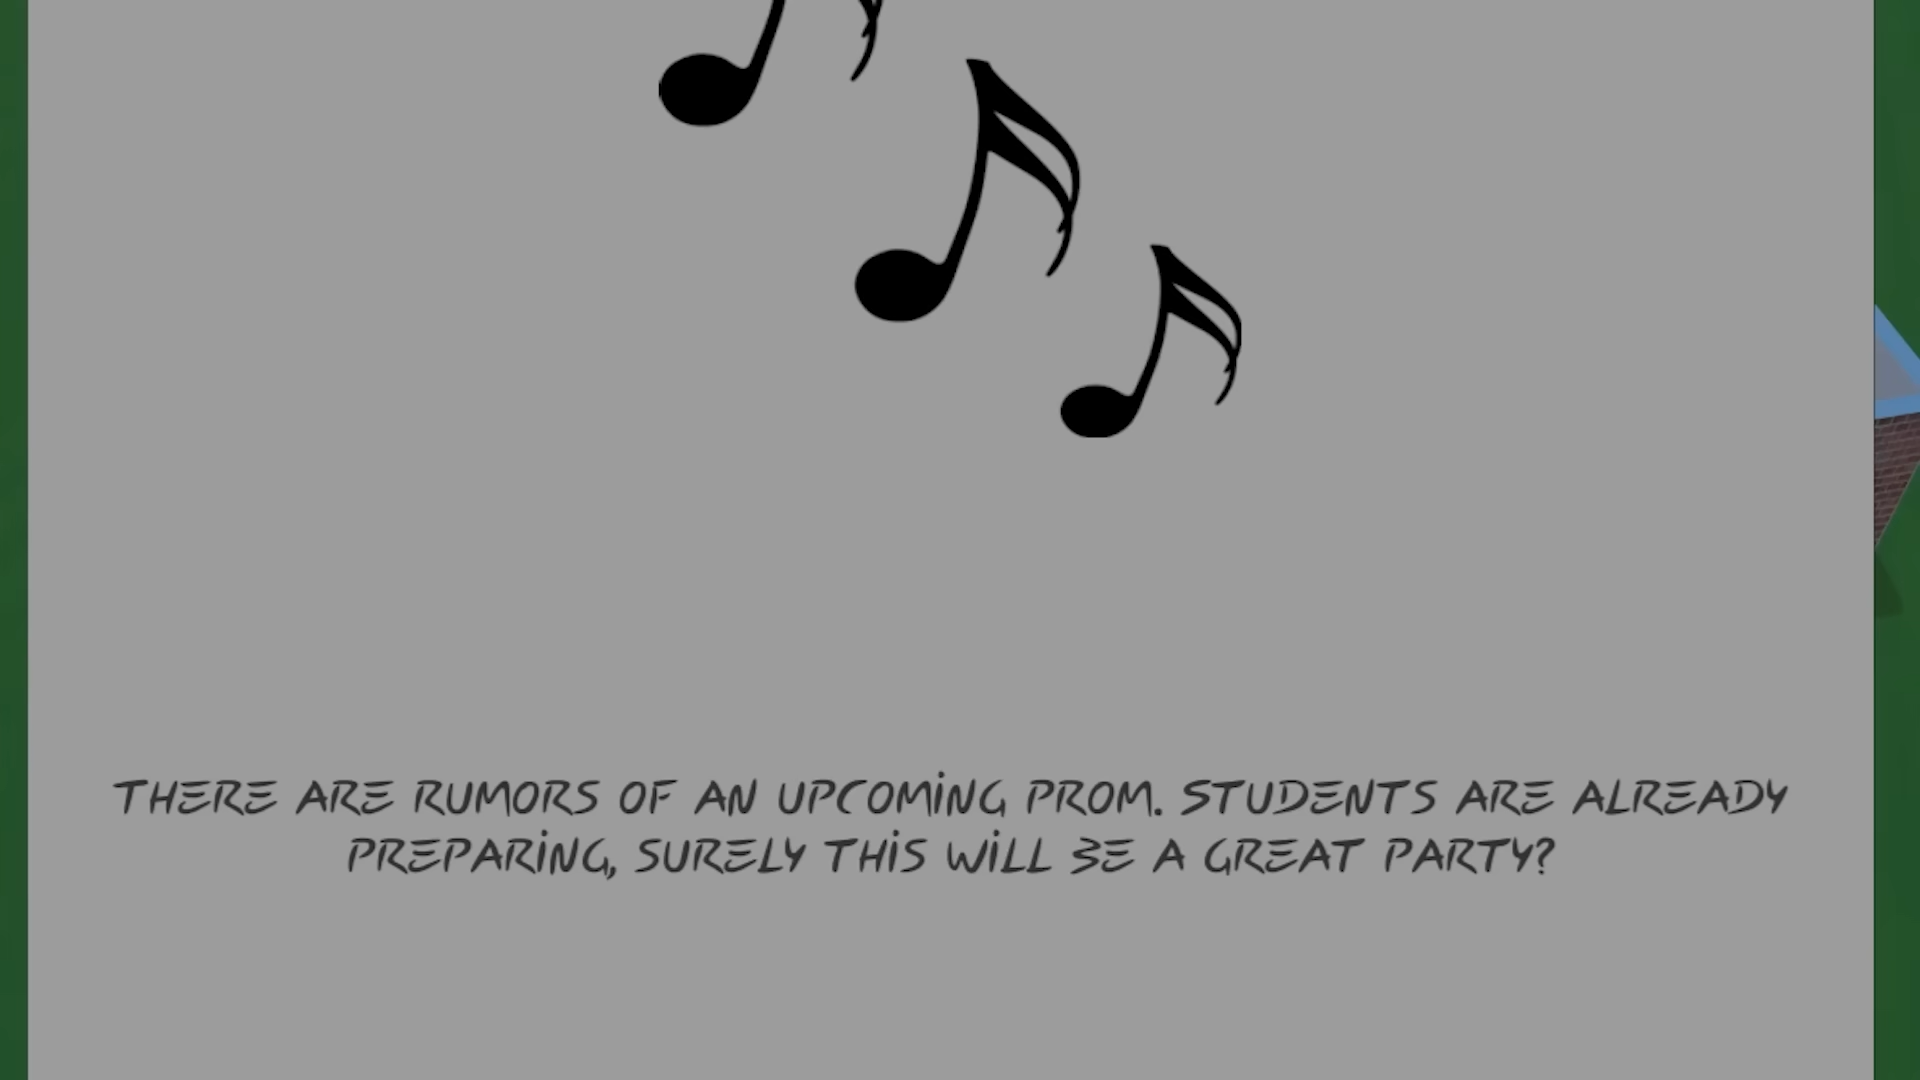 THERE ARE RUMORS OF AN UPCOMING PROM. STUDENTS ARE ALREADY
PREPARING, SURELY THIS WILL BE A GREAT PARTY?